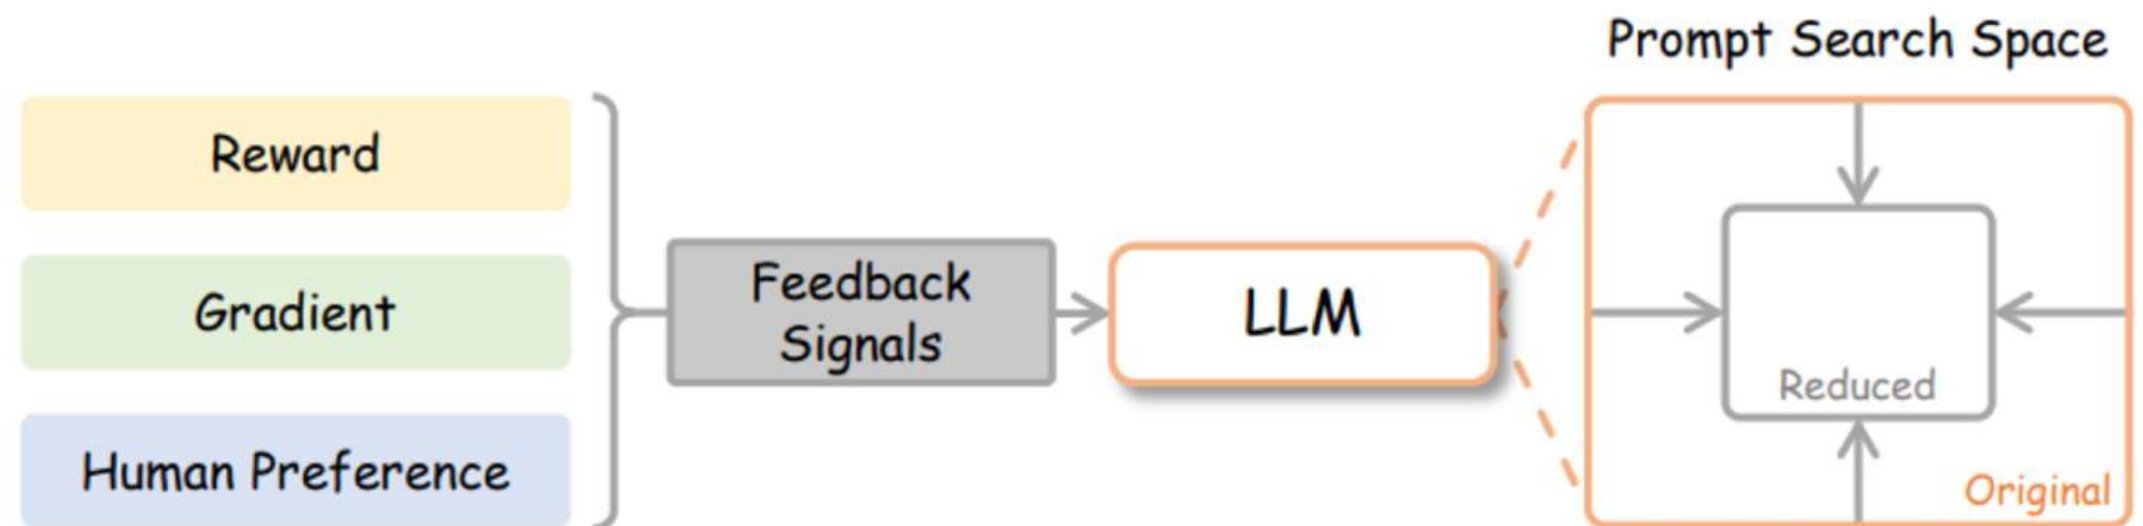 Prompt Search Space
Reward
Gradient
Human Preference
Feedback
Signals
LLM
Reduced
Original